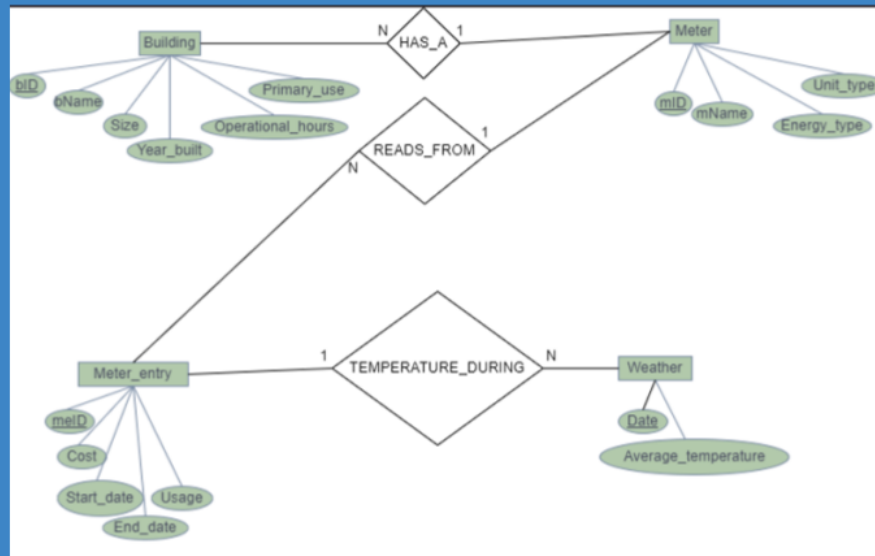 N
HAS_A
1
Building
Meter
bID
bName
Size
Year_built
Operational_hours
Primary_use
mID
mName
Energy_type
Unit_type
READS_FROM
1
N
Meter_entry
1
TEMPERATURE_DURING
N
Weather
meID
Cost
Start_date
End_date
Usage
Date
Average_temperature